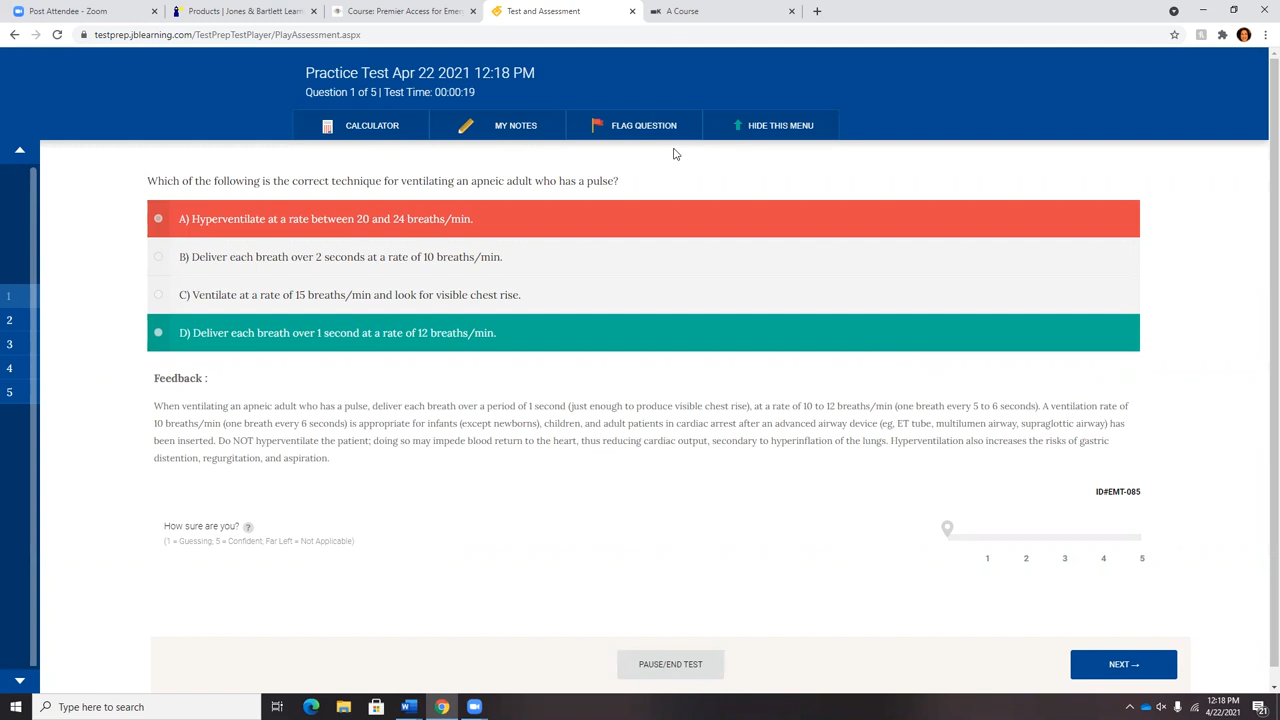 Post Attendee - Zoom
Products | Jones & Bartlett Learn
Course: Premier Access for Emer
Test and Assessment
A Course
testprep.jblearning.com/TestPrepTestPlayer/PlayAssessment.aspx
Practice Test Apr 22 2021 12:18 PM
Question 1 of 5 | Test Time: 00:00:19
CALCULATOR
MY NOTES
FLAG QUESTION
HIDE THIS MENU
Which of the following is the correct technique for ventilating an apneic adult who has a pulse?
A) Hyperventilate at a rate between 20 and 24 breaths/min.
B) Deliver each breath over 2 seconds at a rate of 10 breaths/min.
C) Ventilate at a rate of 15 breaths/min and look for visible chest rise.
D) Deliver each breath over 1 second at a rate of 12 breaths/min.
1
2
3
4
5
Feedback :
When ventilating an apneic adult who has a pulse, deliver each breath over a period of 1 second (just enough to produce visible chest rise), at a rate of 10 to 12 breaths/min (one breath every 5 to 6 seconds). A ventilation rate of
10 breaths/min (one breath every 6 seconds) is appropriate for infants (except newborns), children, and adult patients in cardiac arrest after an advanced airway device (eg, ET tube, multilumen airway, supraglottic airway) has
been inserted. Do NOT hyperventilate the patient; doing so may impede blood return to the heart, thus reducing cardiac output, secondary to hyperinflation of the lungs. Hyperventilation also increases the risks of gastric
distention, regurgitation, and aspiration.
ID#EMT-085
How sure are you? ?
(1 = Guessing, 5 = Confident; Far Left = Not Applicable)
1 2 3 4 5
PAUSE/END TEST
NEXT →
Type here to search
12:18 PM
4/22/2021
21